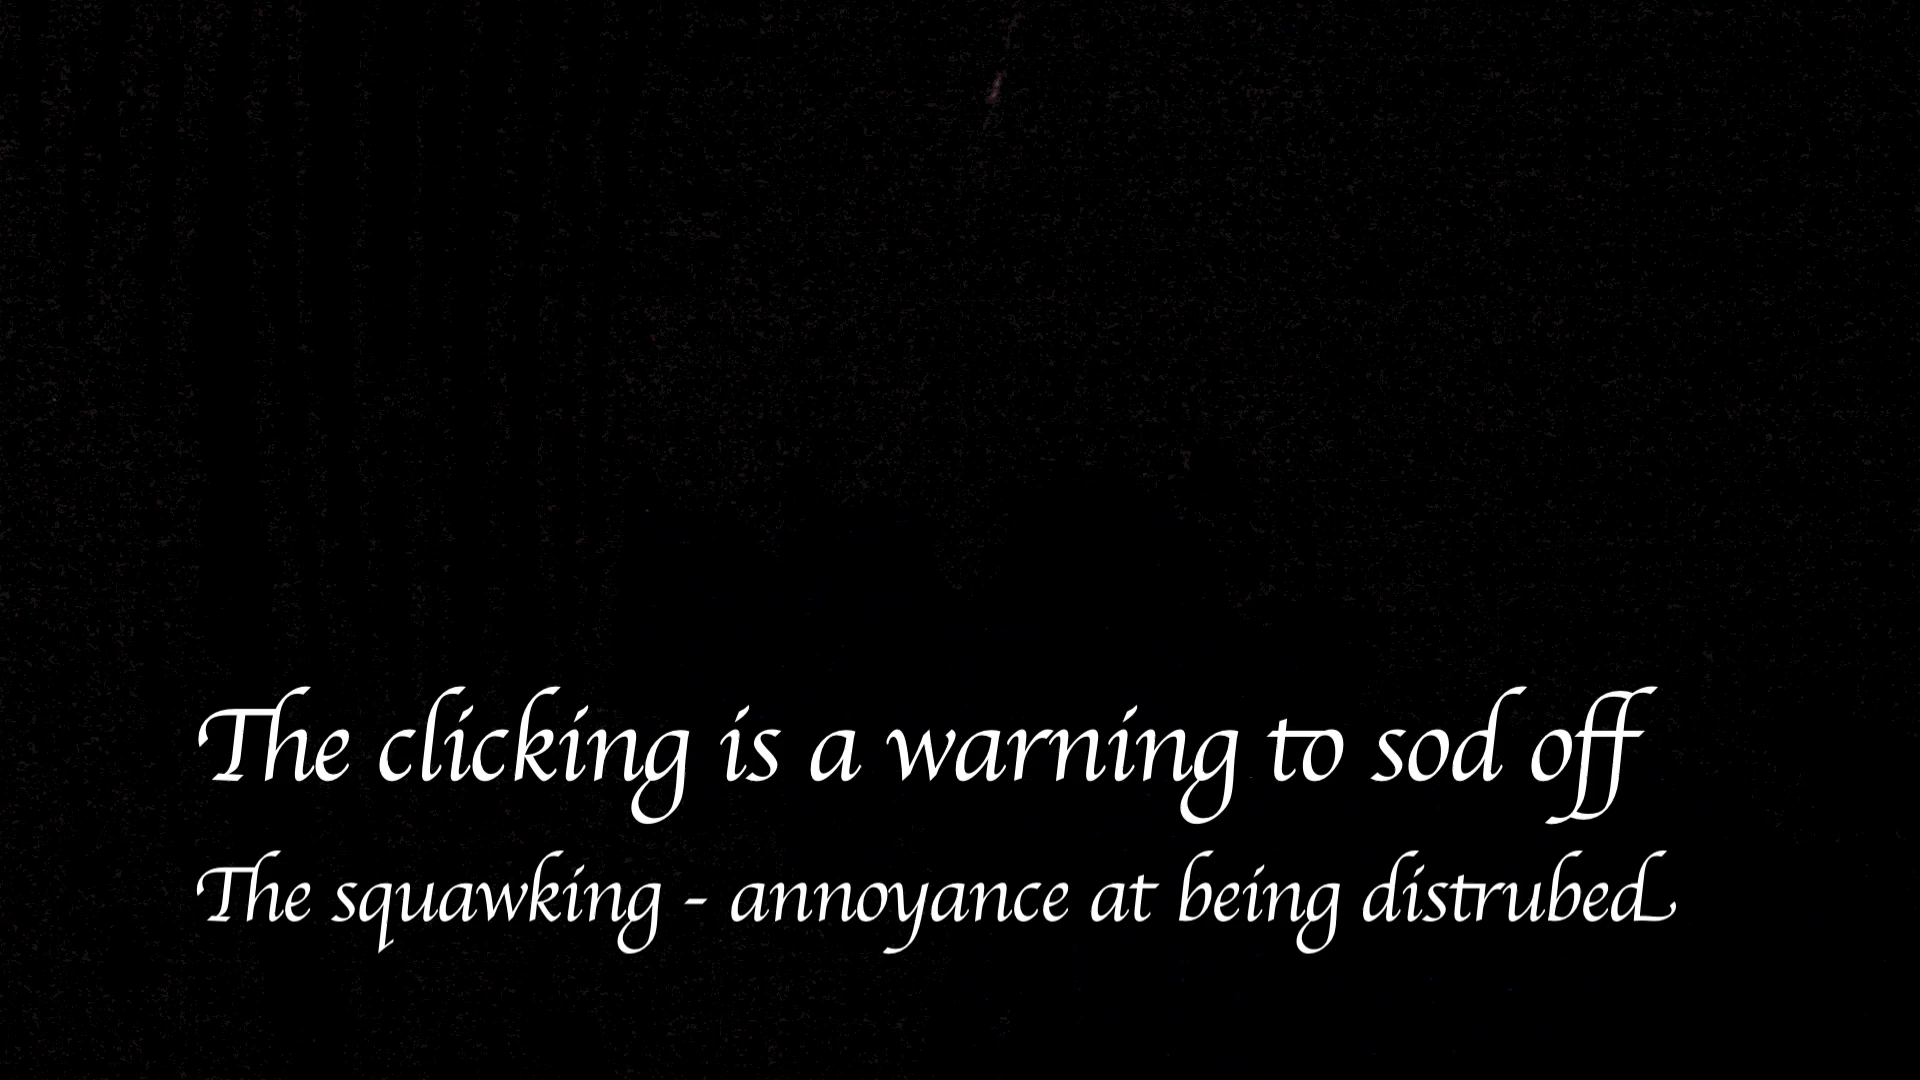 The clicking is a warning to sod off
The squawking - annoyance at being distrubed